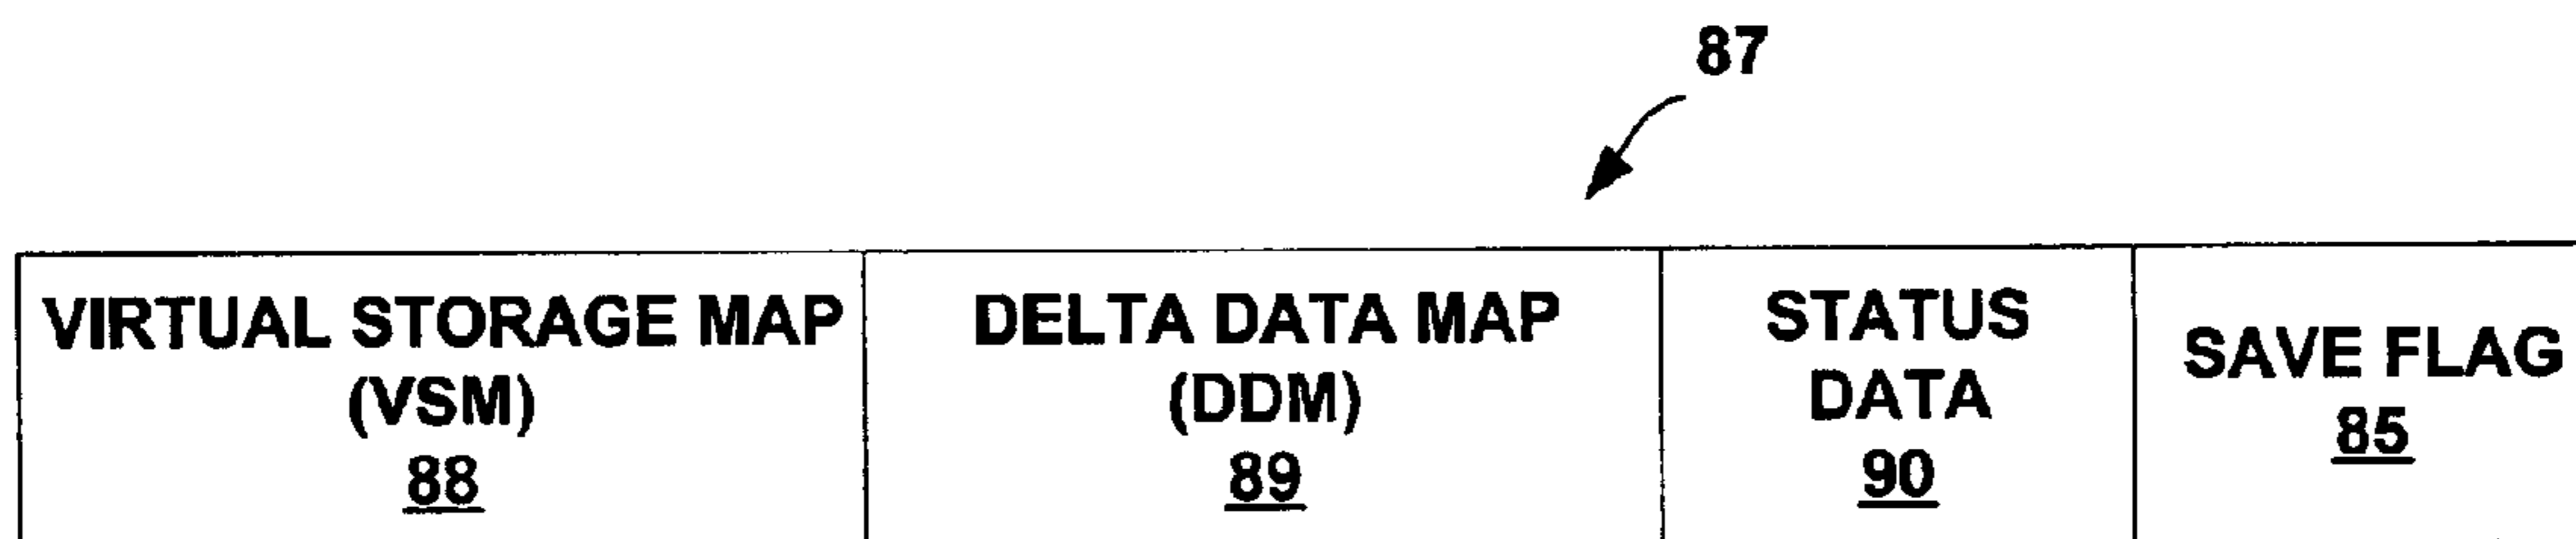 87
VIRTUAL STORAGE MAP
(VSM)
88
DELTA DATA MAP
(DDM)
89
STATUS
DATA
90
SAVE FLAG
85